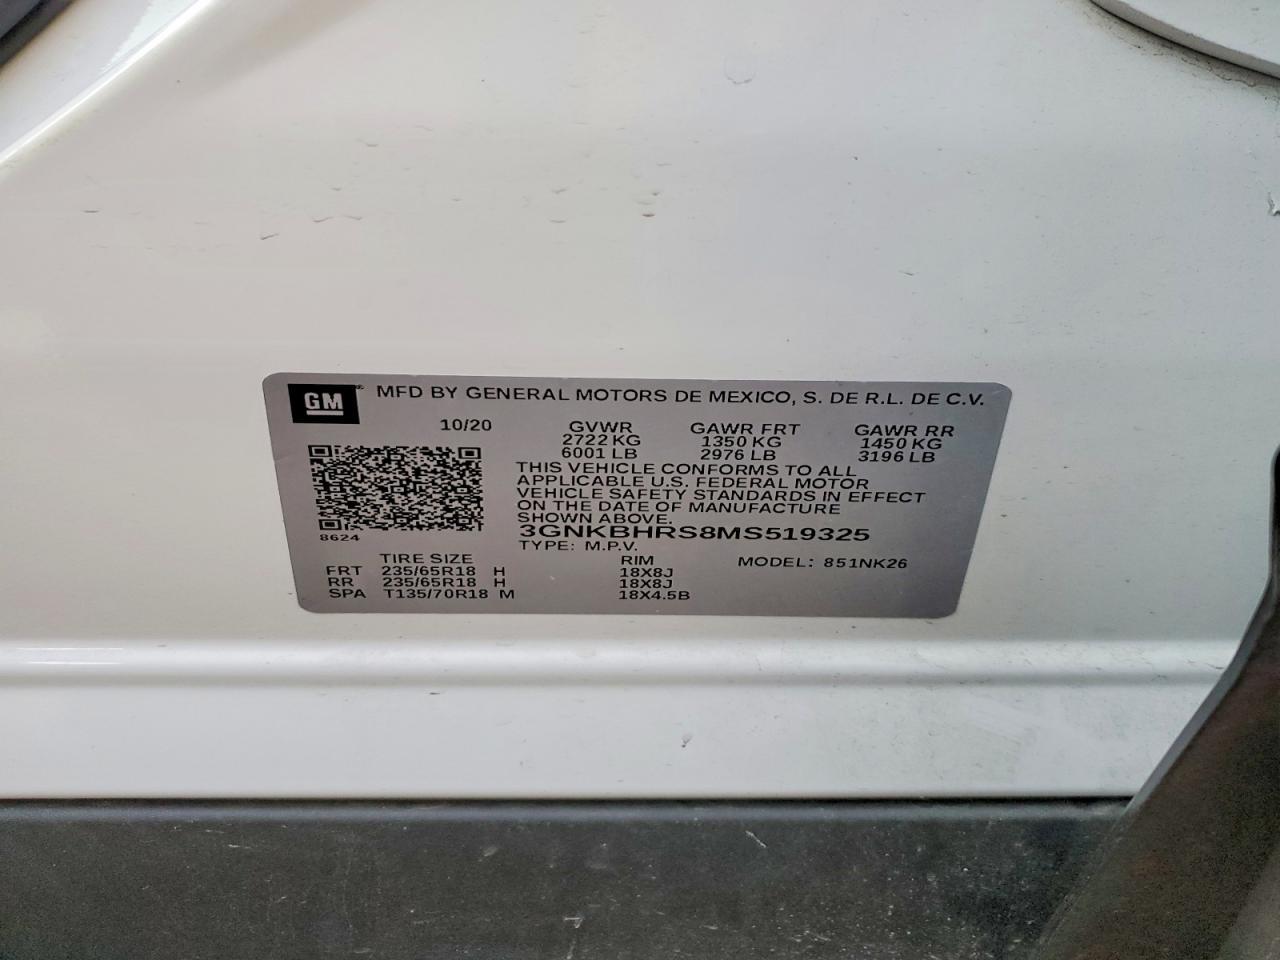 GM
MFD BY GENERAL MOTORS DE MEXICO, S. DE R.L. DE C.V.
10/20 GVWR GAWR FRT GAWR RR
2722 KG 1350 KG 1450 KG
6001 LB 2976 LB 3196 LB
THIS VEHICLE CONFORMS TO ALL
APPLICABLE U.S. FEDERAL MOTOR
VEHICLE SAFETY STANDARDS IN EFFECT
ON THE DATE OF MANUFACTURE
SHOWN ABOVE.
3GNKBHRS8MS519325
8624
TYPE: M.P.V.
TIRE SIZE RIM MODEL: 851NK26
FRT 235/65R18 H 18X8J
RR 235/65R18 H 18X8J
SPA T135/70R18 M 18X4.5B